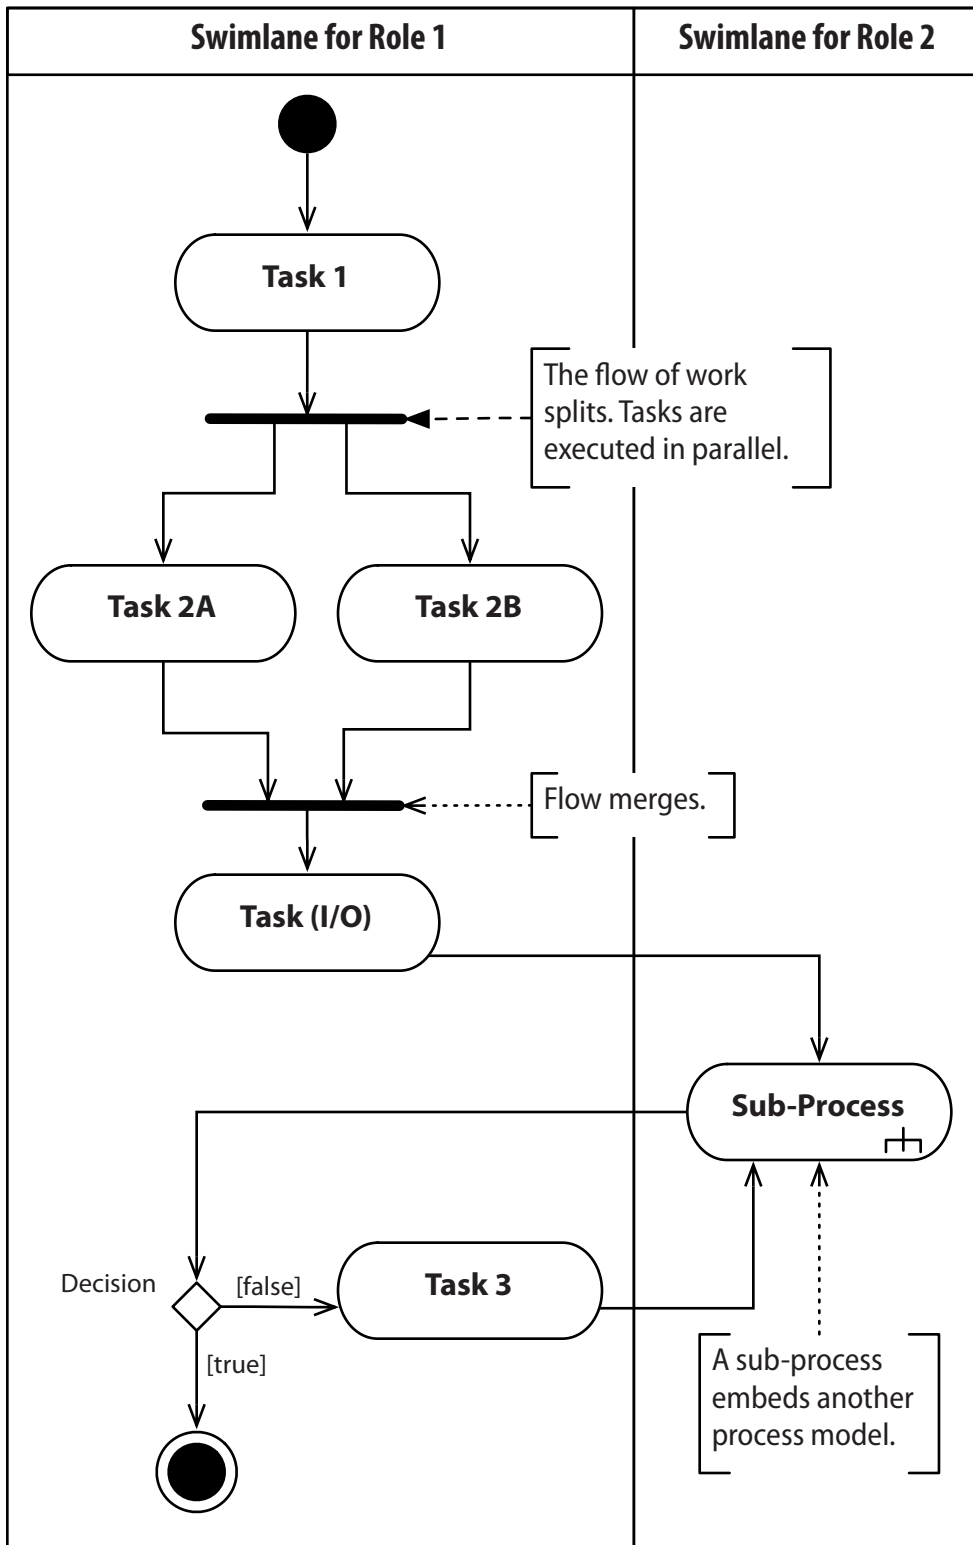 Swimlane for Role 1
Swimlane for Role 2
Task 1
The flow of work
splits. Tasks are
executed in parallel.
Task 2A
Task 2B
Flow merges.
Task (I/O)
Sub-Process
Decision
[false]
Task 3
[true]
A sub-process
embeds another
process model.